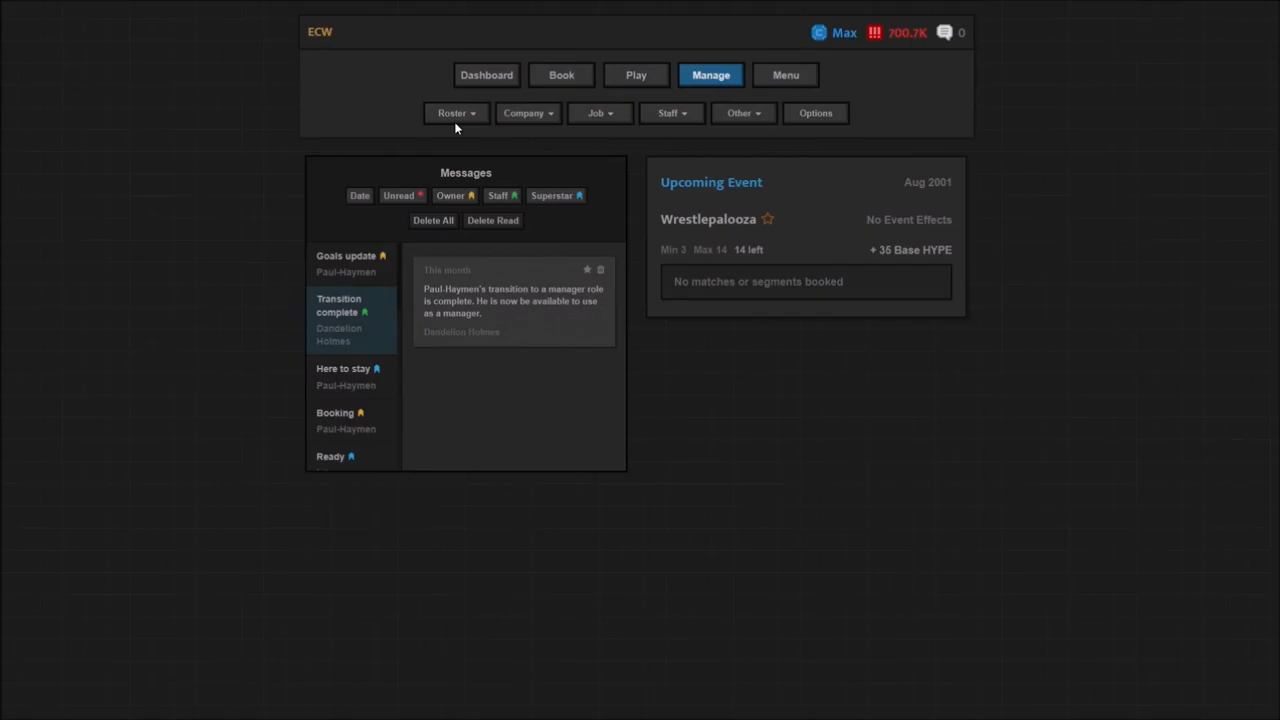 ECW
Max 700.7K 0
Dashboard Book Play Manage Menu
Roster Company Job Staff Other Options
Messages
Date Unread Owner Staff Superstar
Delete All Delete Read
Goals update
Paul-Haymen
Transition
complete
Dandelion
Holmes
Here to stay
Paul-Haymen
Booking
Paul-Haymen
Ready
This month
Paul-Haymen's transition to a manager role
is complete. He is now be available to use
as a manager.
Dandelion Holmes
Upcoming Event Aug 2001
Wrestlepalooza No Event Effects
Min 3 Max 14 14 left + 35 Base HYPE
No matches or segments booked